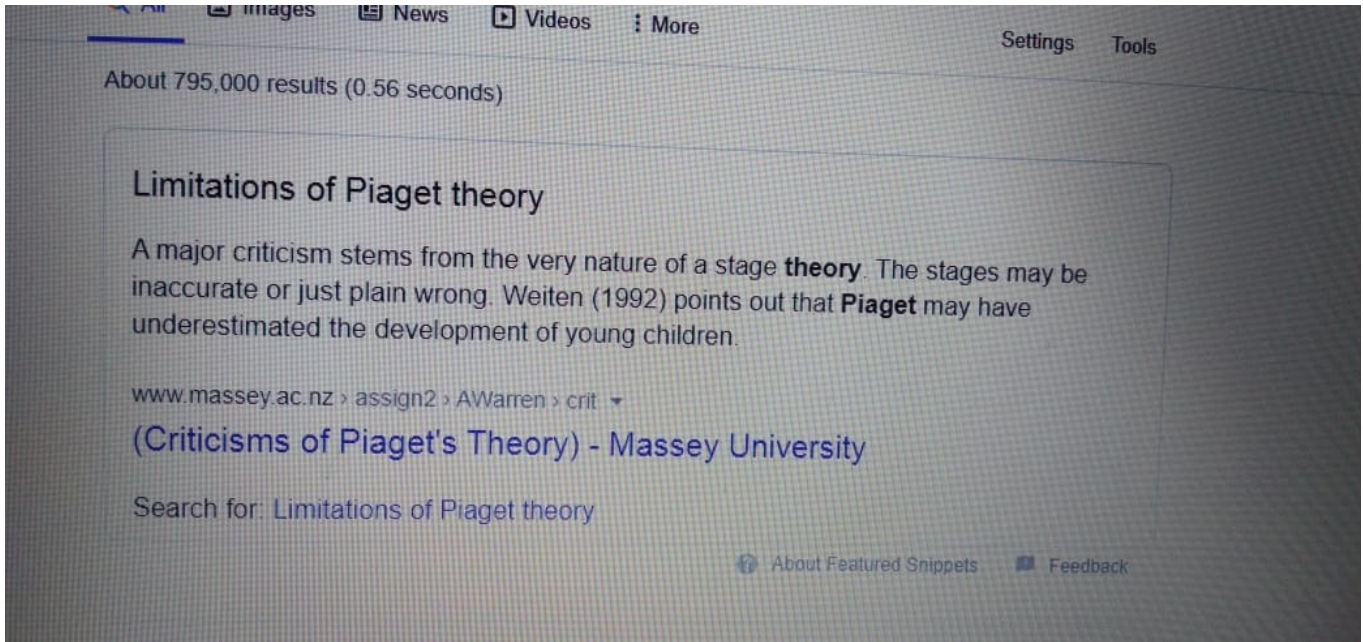 All Images News Videos More
Settings Tools
About 795,000 results (0.56 seconds)
Limitations of Piaget theory
A major criticism stems from the very nature of a stage theory. The stages may be
inaccurate or just plain wrong. Weiten (1992) points out that Piaget may have
underestimated the development of young children.
www.massey.ac.nz › assign2 › AWarren › crit
(Criticisms of Piaget's Theory) - Massey University
Search for: Limitations of Piaget theory
About Featured Snippets Feedback